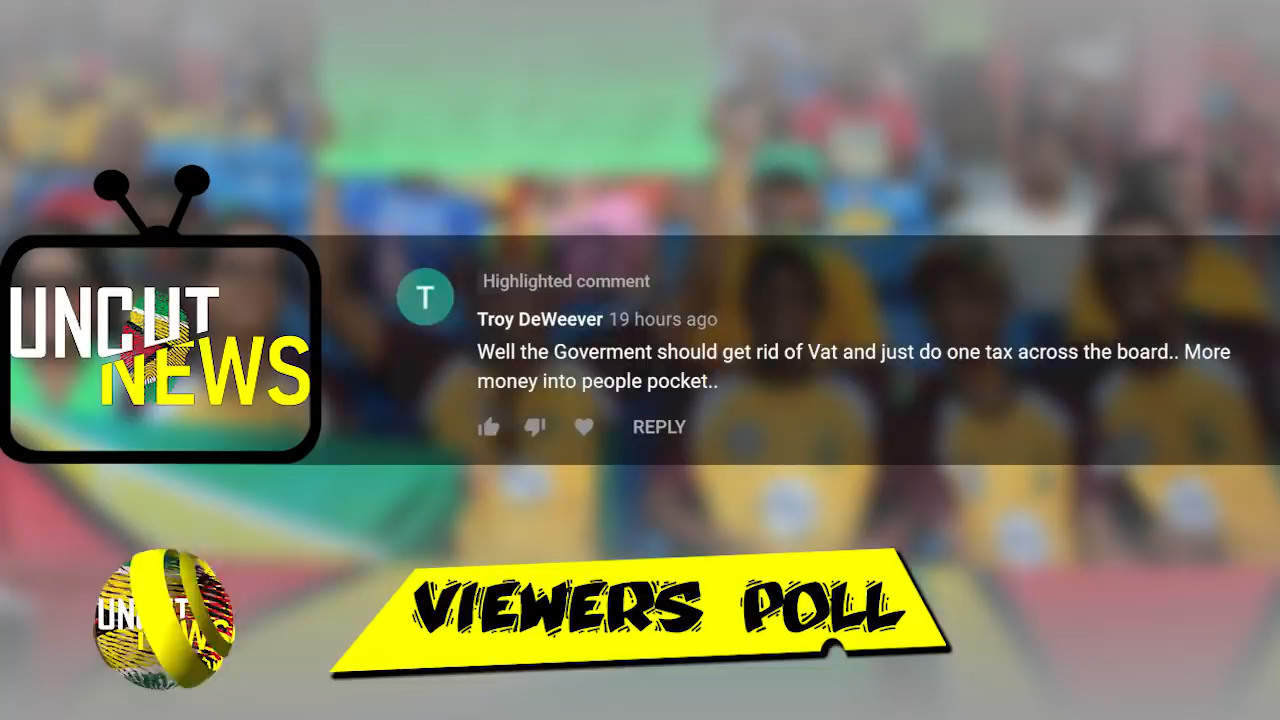 UNCUT
NEWS
T
Highlighted comment
Troy DeWeever 19 hours ago
Well the Goverment should get rid of Vat and just do one tax across the board.. More
money into people pocket..
REPLY
VIEWERS POLL